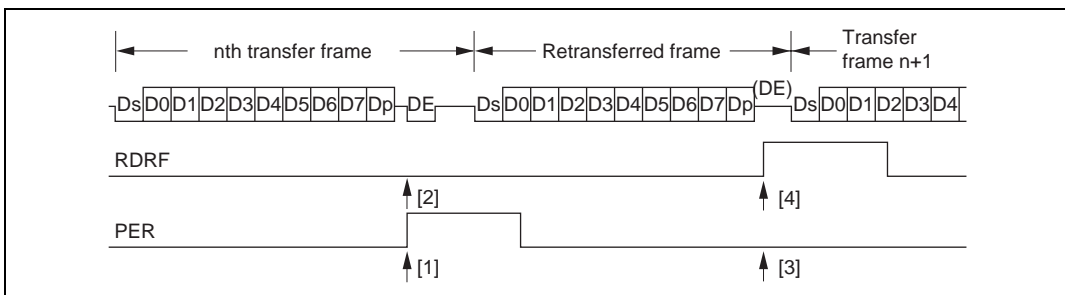 nth transfer frame Retransferred frame Transfer
frame n+1
Ds D0 D1 D2 D3 D4 D5 D6 D7 Dp DE Ds D0 D1 D2 D3 D4 D5 D6 D7 Dp (DE) Ds D0 D1 D2 D3 D4
RDRF
[2] [4]
PER
[1] [3]